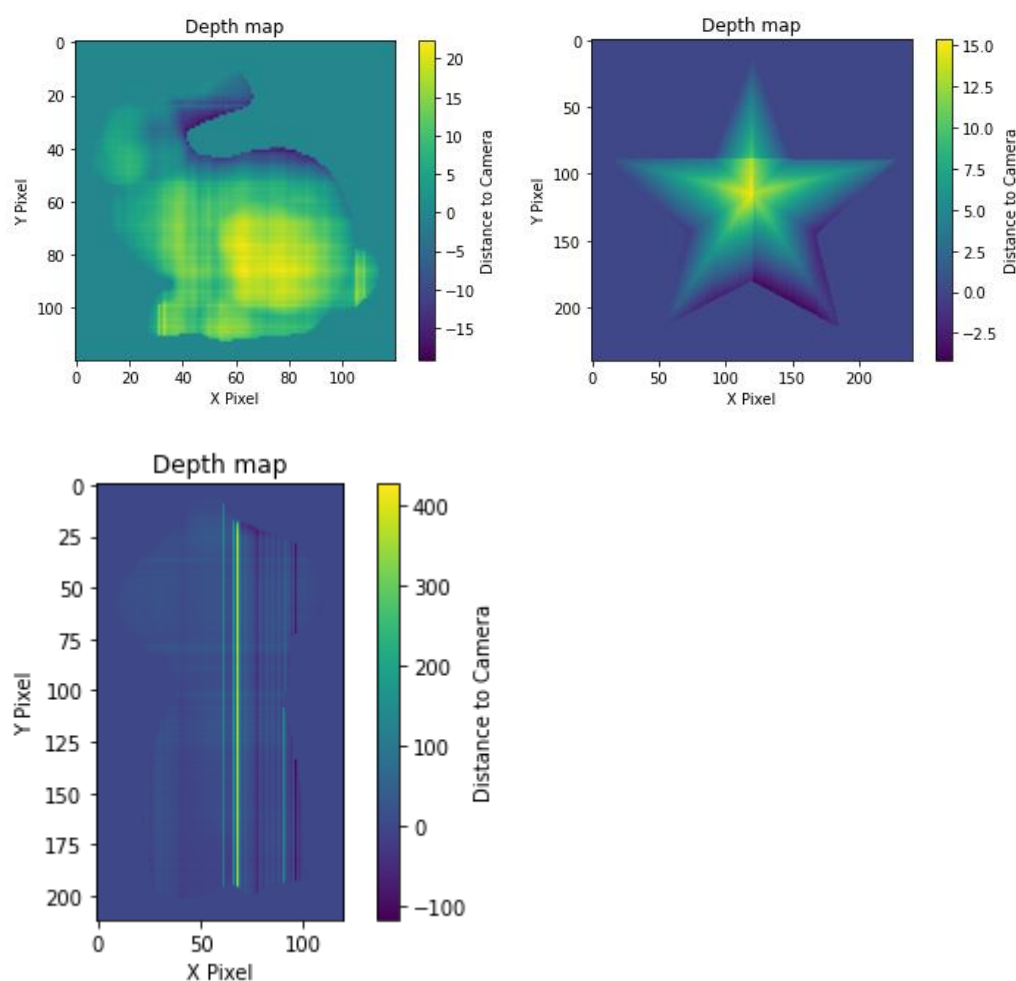 Depth map
0
20
40
60
80
100
Y Pixel
0 20 40 60 80 100
X Pixel
20
15
10
5
0
−5
−10
−15
Distance to Camera
Depth map
0
50
100
150
200
Y Pixel
0 50 100 150 200
X Pixel
15.0
12.5
10.0
7.5
5.0
2.5
0.0
−2.5
Distance to Camera
Depth map
0
25
50
75
100
125
150
175
200
Y Pixel
0 50 100
X Pixel
400
300
200
100
0
−100
Distance to Camera